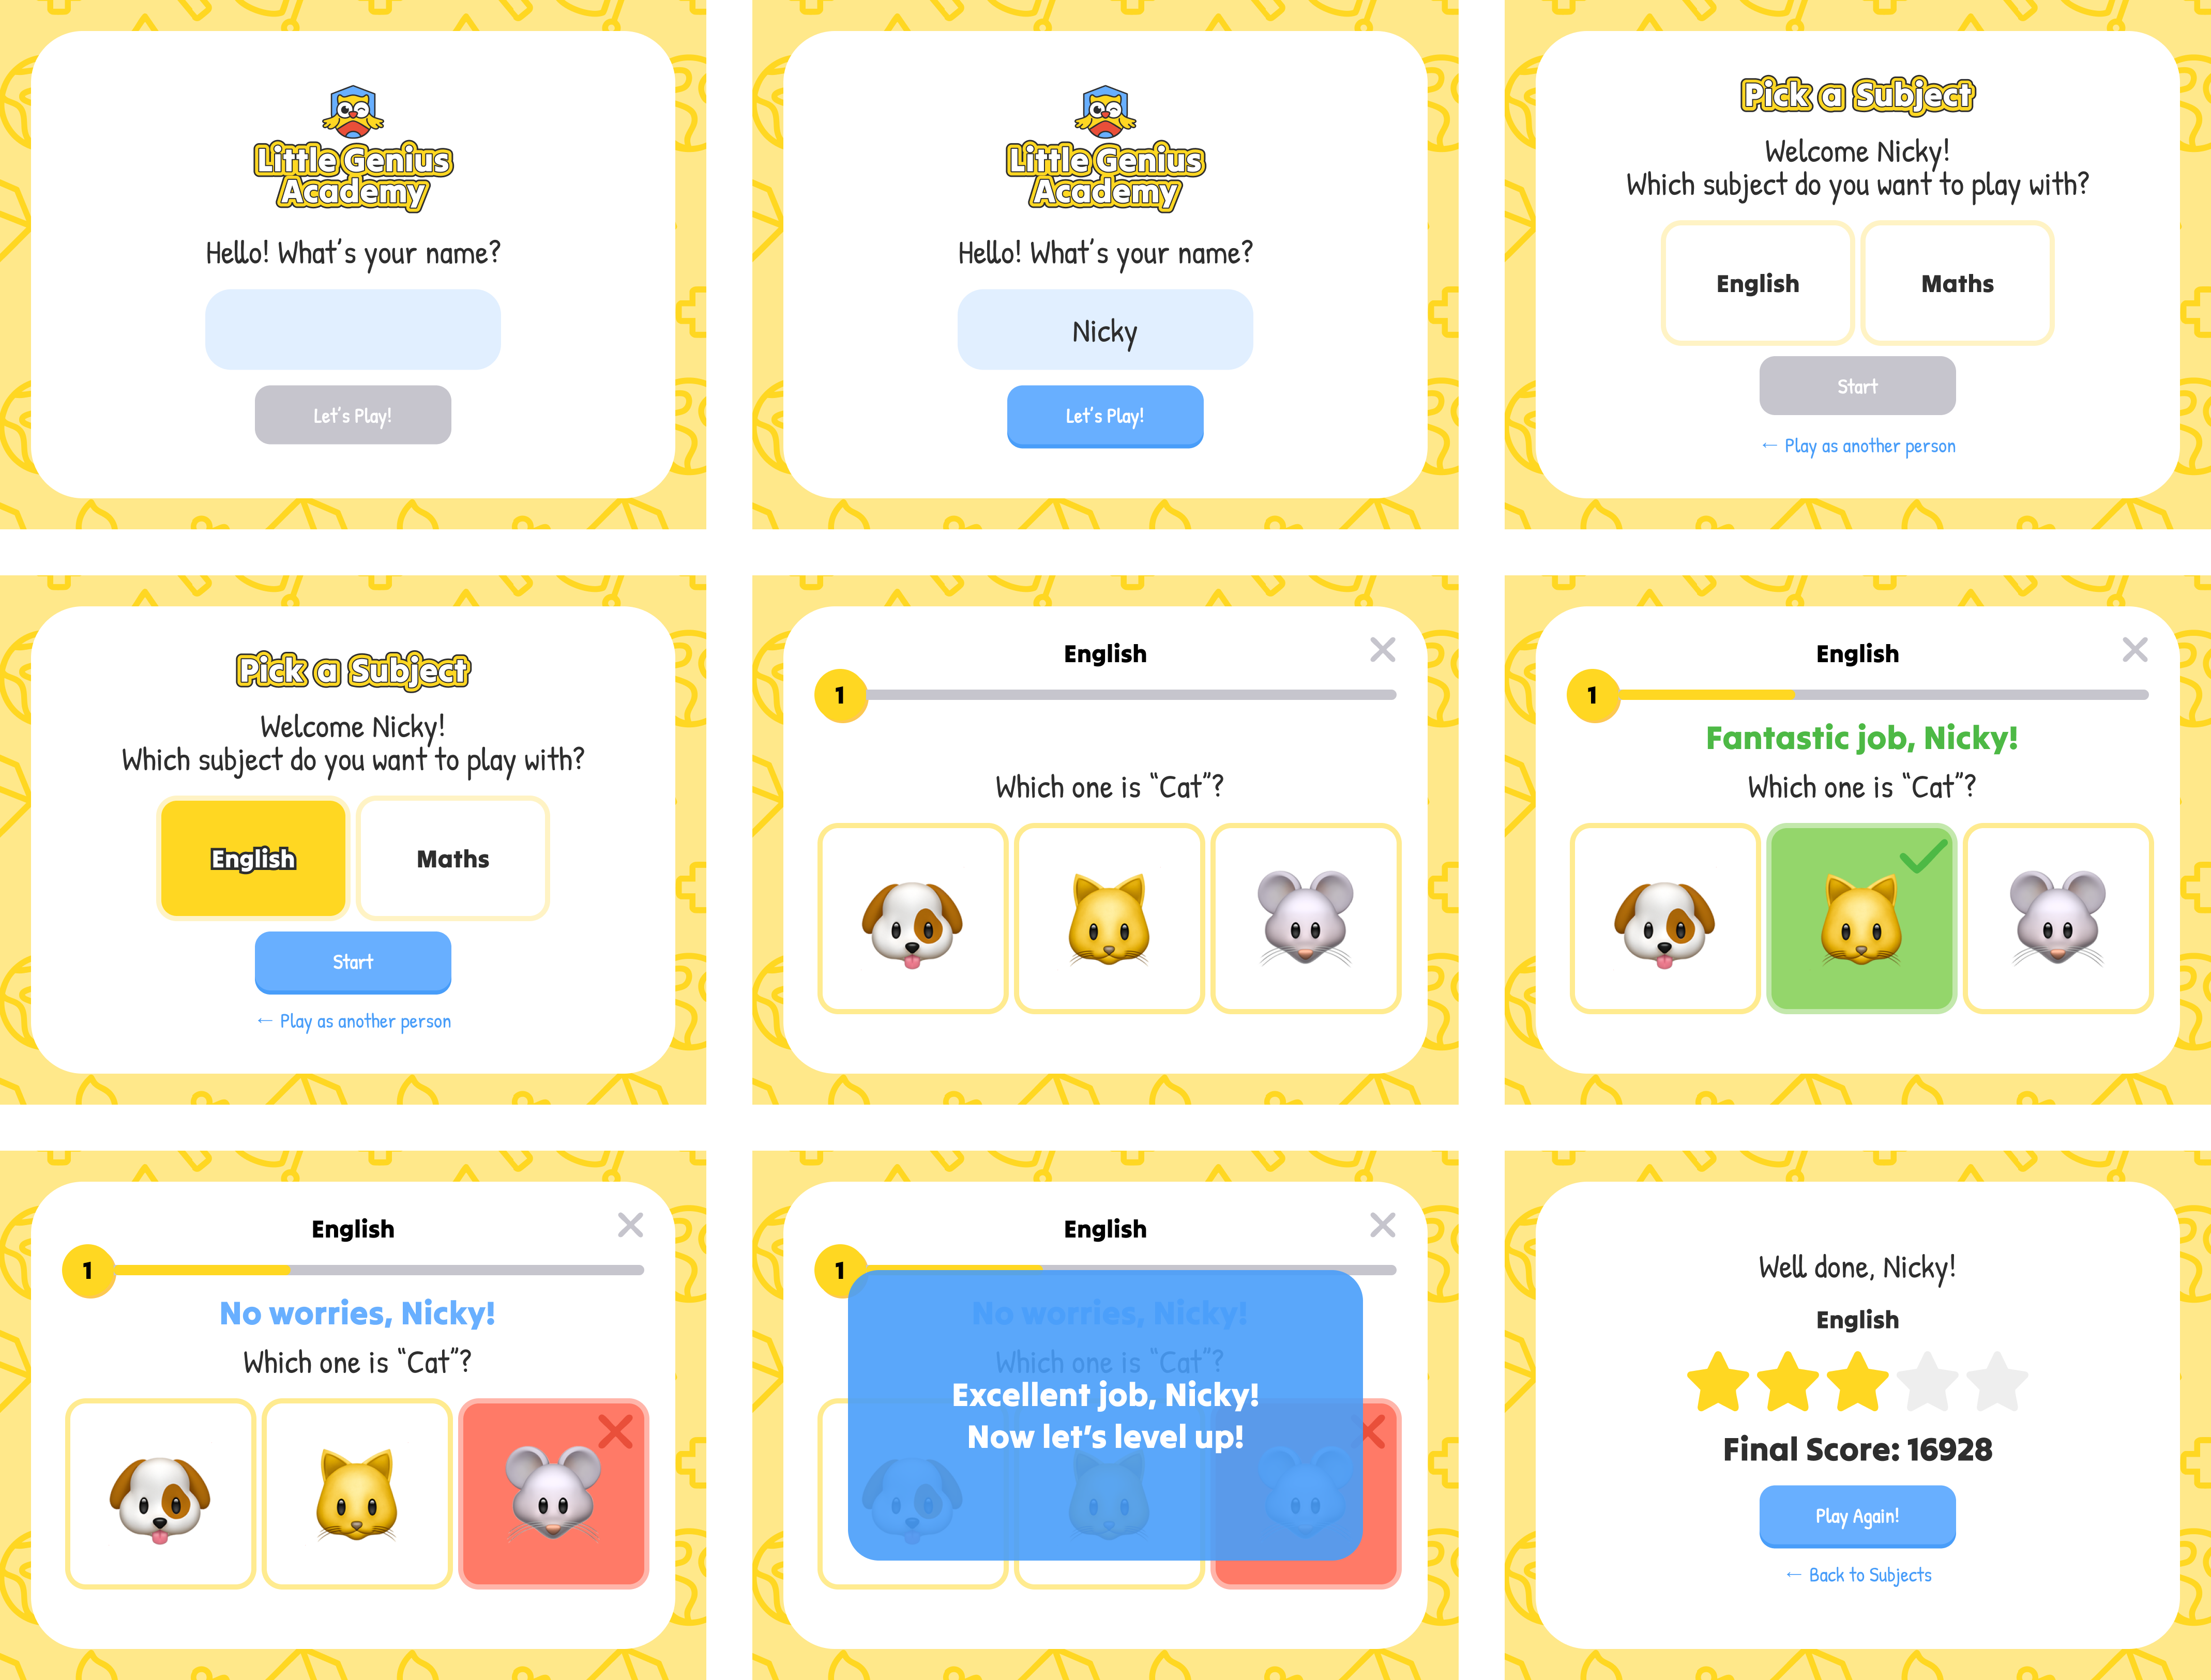 Little Genius
Academy
Hello! What's your name?
Let's Play!
Little Genius
Academy
Hello! What's your name?
Nicky
Let's Play!
Pick a Subject
Welcome Nicky!
Which subject do you want to play with?
English
Maths
Start
← Play as another person
Pick a Subject
Welcome Nicky!
Which subject do you want to play with?
English
Maths
Start
← Play as another person
English
1
Which one is “Cat”?
English
1
Fantastic job, Nicky!
Which one is “Cat”?
English
1
No worries, Nicky!
Which one is “Cat”?
English
1
No worries, Nicky!
Which one is “Cat”?
Excellent job, Nicky!
Now let's level up!
Well done, Nicky!
English
Final Score: 16928
Play Again!
← Back to Subjects